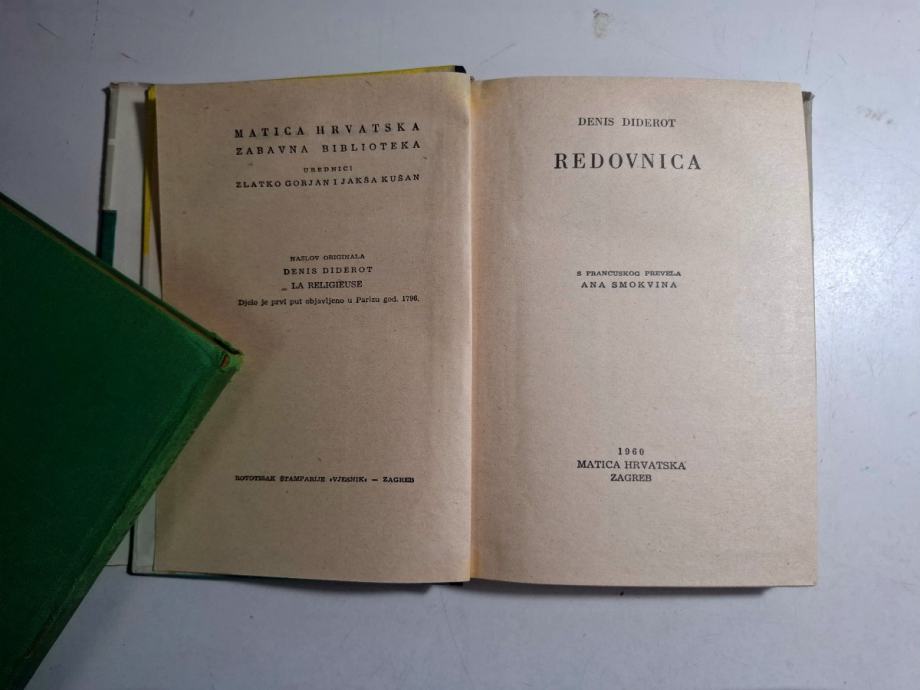 MATICA HRVATSKA
ZABAVNA BIBLIOTEKA
UREDNICI
ZLATKO GORJAN I JAKŠA KUŠAN
NASLOV ORIGINALA
DENIS DIDEROT
LA RELIGIEUSE
Djelo je prvi put objavljeno u Parizu god. 1796.
ROTOTISAK ŠTAMPARIJE »VJESNIK« — ZAGREB
DENIS DIDEROT
REDOVNICA
S FRANCUSKOG PREVELA
ANA SMOKVINA
1960
MATICA HRVATSKA
ZAGREB